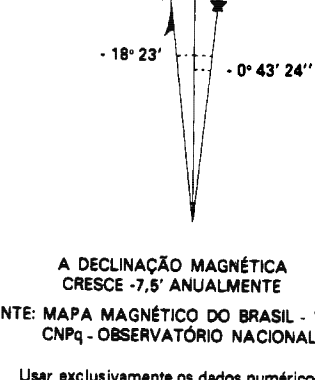 - 18° 23'
- 0° 43' 24''
A DECLINAÇÃO MAGNÉTICA
CRESCE -7,5' ANUALMENTE
NTE: MAPA MAGNÉTICO DO BRASIL -
CNPq - OBSERVATÓRIO NACIONAL
Usar exclusivamente os dados numéricos